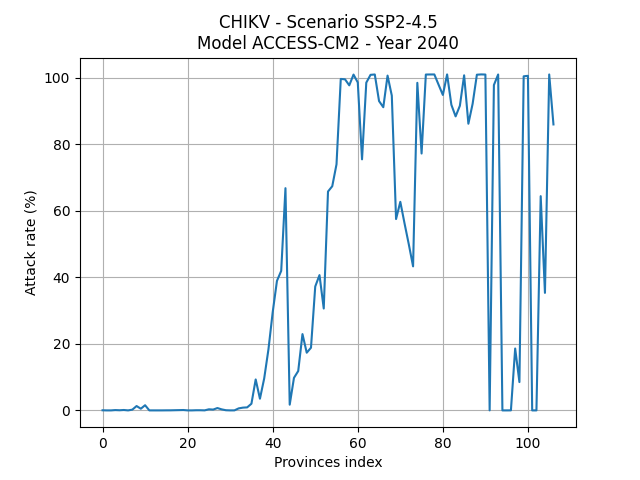 CHIKV - Scenario SSP2-4.5
Model ACCESS-CM2 - Year 2040
Attack rate (%)
100
80
60
40
20
0
0 20 40 60 80 100
Provinces index